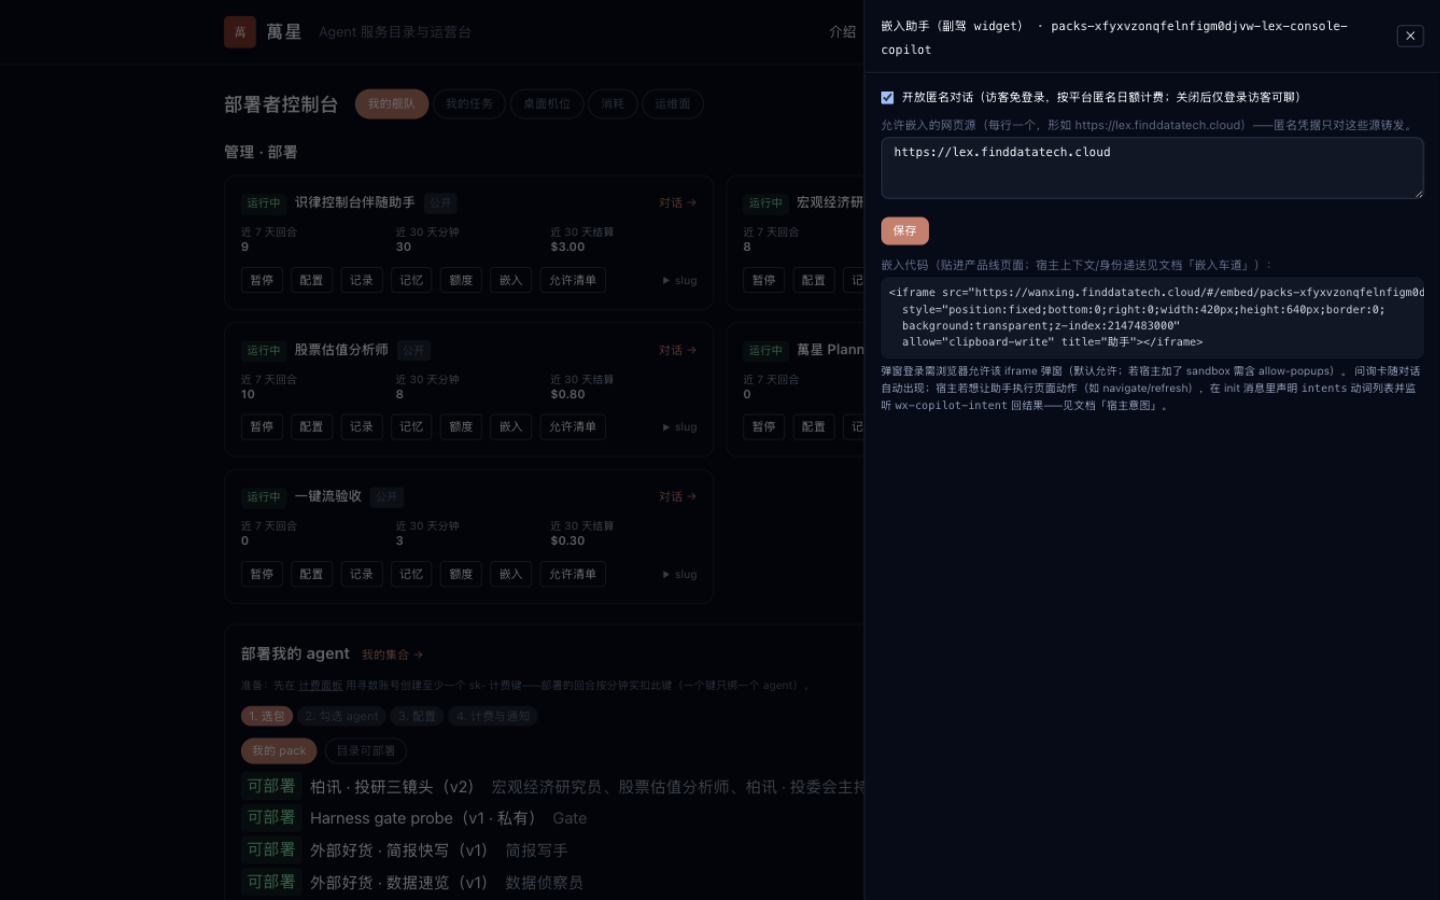 萬 萬星 Agent 服务目录与运营台 介绍
部署者控制台 我的舰队 我的任务 桌面机位 消耗 运维面
管理 · 部署
运行中 识律控制台伴随助手 公开 对话 →
近 7 天回合 近 30 天分钟 近 30 天结算
9 30 $3.00
暂停 配置 记录 记忆 额度 嵌入 允许清单 ▶ slug
运行中 宏观经济研
近 7 天回合
8
暂停 配置 记
运行中 股票估值分析师 公开 对话 →
近 7 天回合 近 30 天分钟 近 30 天结算
10 8 $0.80
暂停 配置 记录 记忆 额度 嵌入 允许清单 ▶ slug
运行中 萬星 Plann
近 7 天回合
0
暂停 配置 记
运行中 一键流验收 公开 对话 →
近 7 天回合 近 30 天分钟 近 30 天结算
0 3 $0.30
暂停 配置 记录 记忆 额度 嵌入 允许清单 ▶ slug
部署我的 agent 我的集合 →
准备：先在 计费面板 用寻数账号创建至少一个 sk- 计费键——部署的回合按分钟实扣此键（一个键只绑一个 agent）。
1. 选包 2. 勾选 agent 3. 配置 4. 计费与通知
我的 pack 目录可部署
可部署 柏讯 · 投研三镜头（v2） 宏观经济研究员、股票估值分析师、柏讯 · 投委会主持
可部署 Harness gate probe（v1 · 私有） Gate
可部署 外部好货 · 简报快写（v1） 简报写手
可部署 外部好货 · 数据速览（v1） 数据侦察员
嵌入助手（副驾 widget） · packs-xfyxvzonqfelnfigm0djvw-lex-console-
copilot
✕
开放匿名对话（访客免登录，按平台匿名日额计费；关闭后仅登录访客可聊）
允许嵌入的网页源（每行一个，形如 https://lex.finddatatech.cloud）——匿名凭据只对这些源铸发。
https://lex.finddatatech.cloud
保存
嵌入代码（贴进产品线页面；宿主上下文/身份递送见文档「嵌入车道」）：
<iframe src="https://wanxing.finddatatech.cloud/#/embed/packs-xfyxvzonqfelnfigm0d
style="position:fixed;bottom:0;right:0;width:420px;height:640px;border:0;
background:transparent;z-index:2147483000"
allow="clipboard-write" title="助手"></iframe>
弹窗登录需浏览器允许该 iframe 弹窗（默认允许；若宿主加了 sandbox 需含 allow-popups）。 问询卡随对话
自动出现；宿主若想让助手执行页面动作（如 navigate/refresh），在 init 消息里声明 intents 动词列表并监
听 wx-copilot-intent 回结果——见文档「宿主意图」。